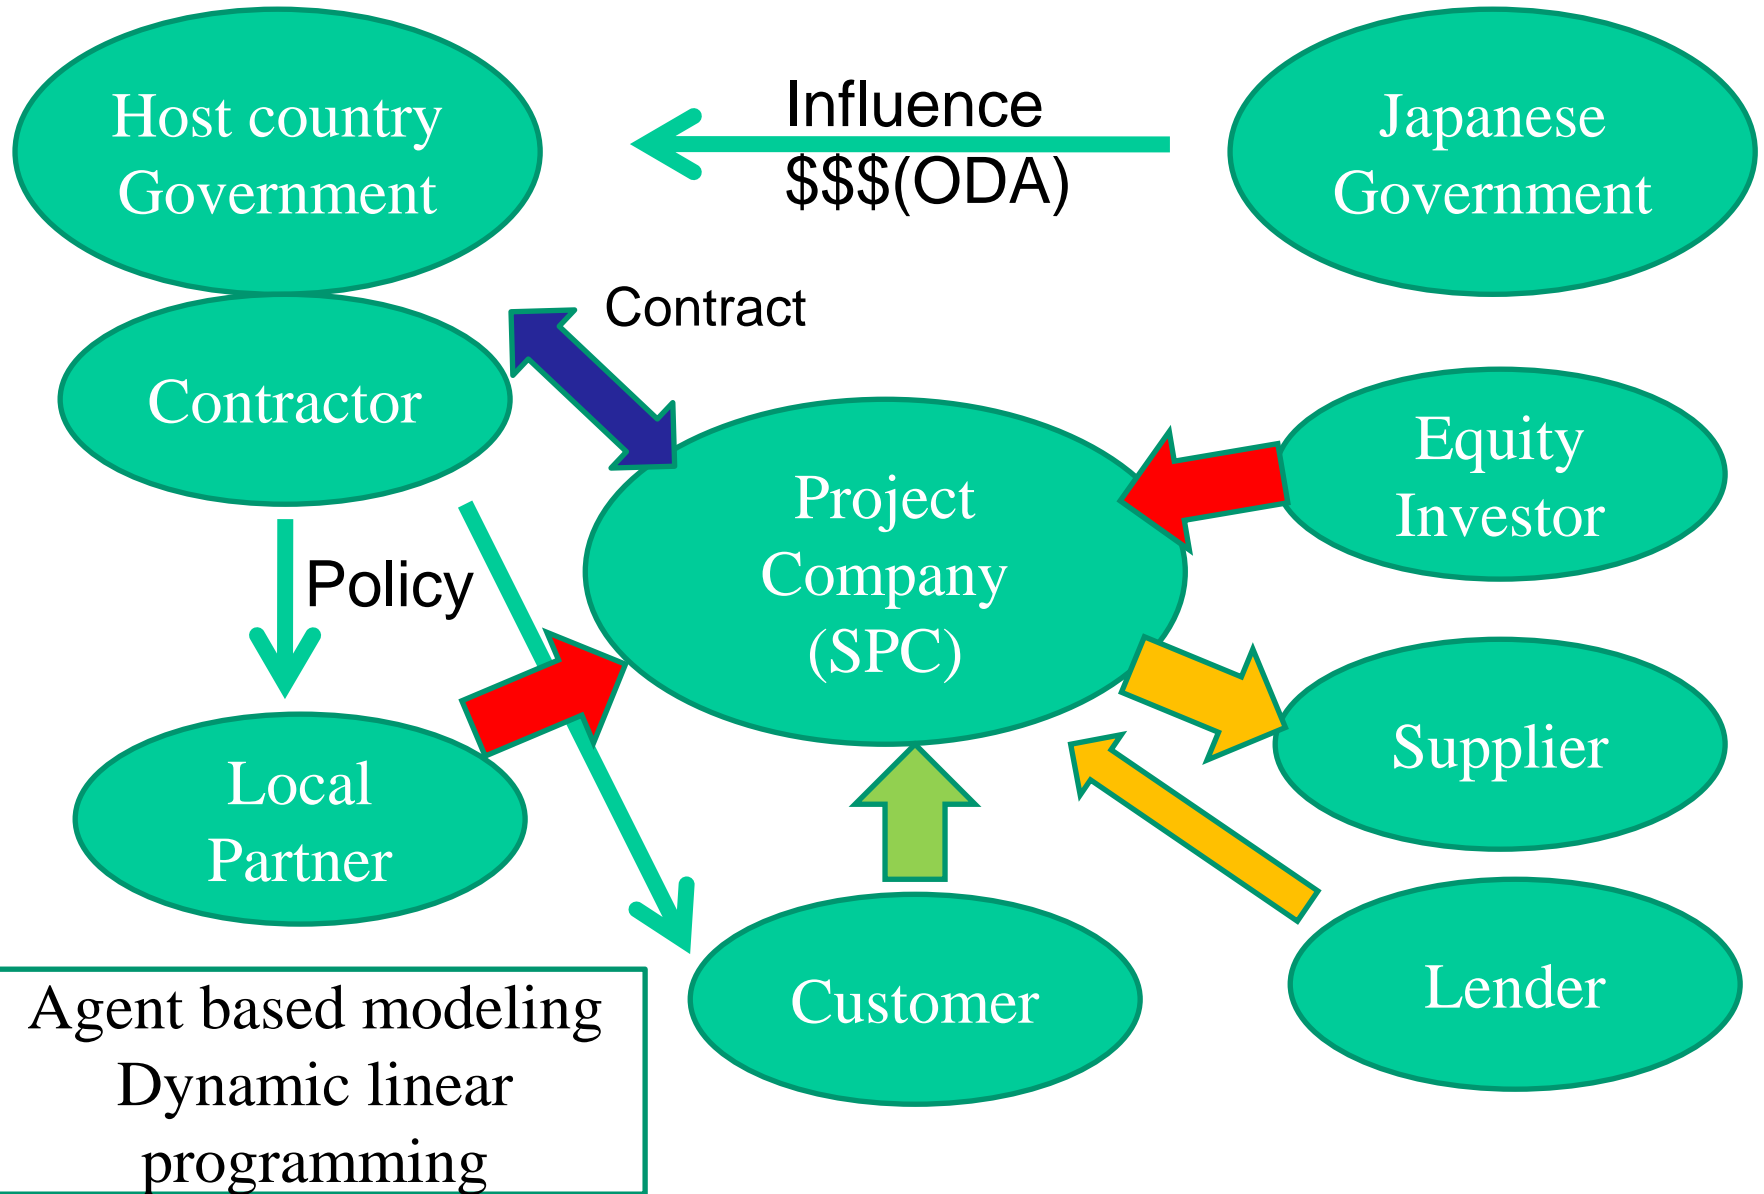 Host country
Government
Influence
$$$(ODA)
Japanese
Government
Contract
Contractor
Equity
Investor
Project
Company
(SPC)
Policy
Supplier
Local
Partner
Customer
Lender
Agent based modeling
Dynamic linear
programming